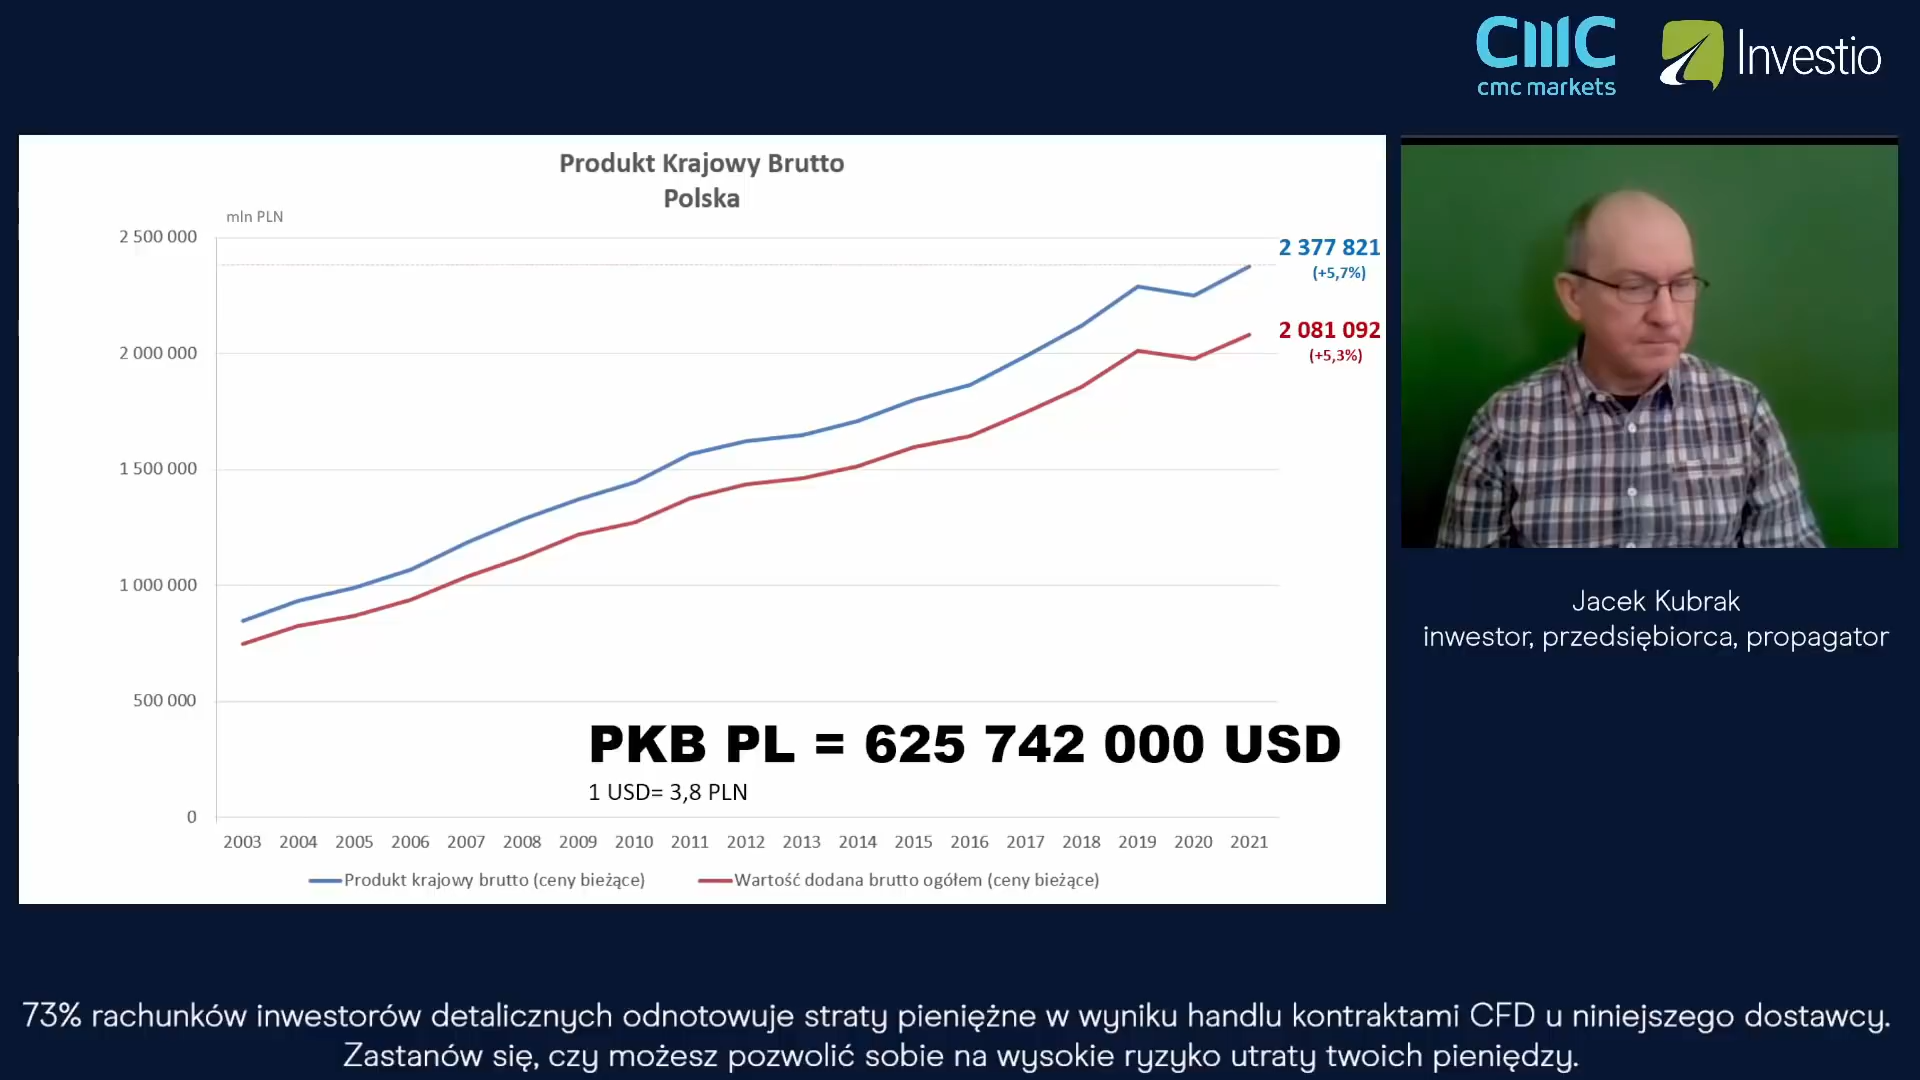 CMC
cmc markets
Investio
Produkt Krajowy Brutto
Polska
mln PLN
2 500 000
2 000 000
1 500 000
1 000 000
500 000
0
2 377 821
(+5,7%)
2 081 092
(+5,3%)
PKB PL = 625 742 000 USD
1 USD= 3,8 PLN
2003 2004 2005 2006 2007 2008 2009 2010 2011 2012 2013 2014 2015 2016 2017 2018 2019 2020 2021
Produkt krajowy brutto (ceny bieżące) Wartość dodana brutto ogółem (ceny bieżące)
Jacek Kubrak
inwestor, przedsiębiorca, propagator
73% rachunków inwestorów detalicznych odnotowuje straty pieniężne w wyniku handlu kontraktami CFD u niniejszego dostawcy.
Zastanów się, czy możesz pozwolić sobie na wysokie ryzyko utraty twoich pieniędzy.